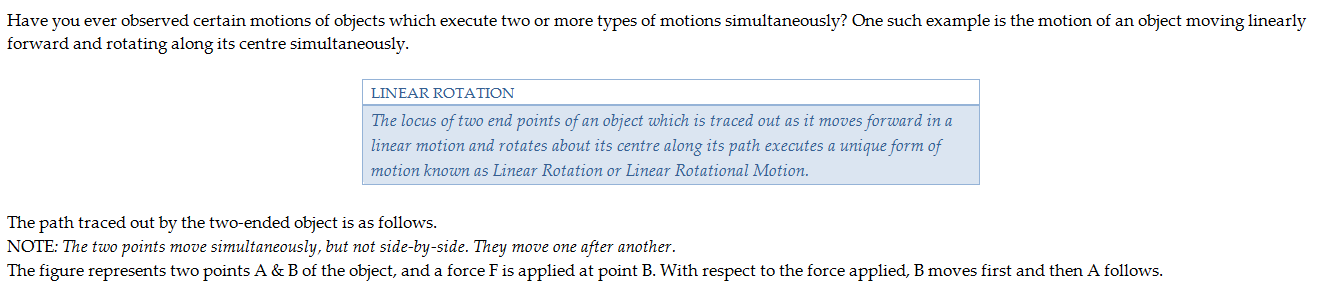 Have you ever observed certain motions of objects which execute two or more types of motions simultaneously? One such example is the motion of an object moving linearly
forward and rotating along its centre simultaneously.
LINEAR ROTATION
The locus of two end points of an object which is traced out as it moves forward in a
linear motion and rotates about its centre along its path executes a unique form of
motion known as Linear Rotation or Linear Rotational Motion.
The path traced out by the two-ended object is as follows.
NOTE: The two points move simultaneously, but not side-by-side. They move one after another.
The figure represents two points A & B of the object, and a force F is applied at point B. With respect to the force applied, B moves first and then A follows.